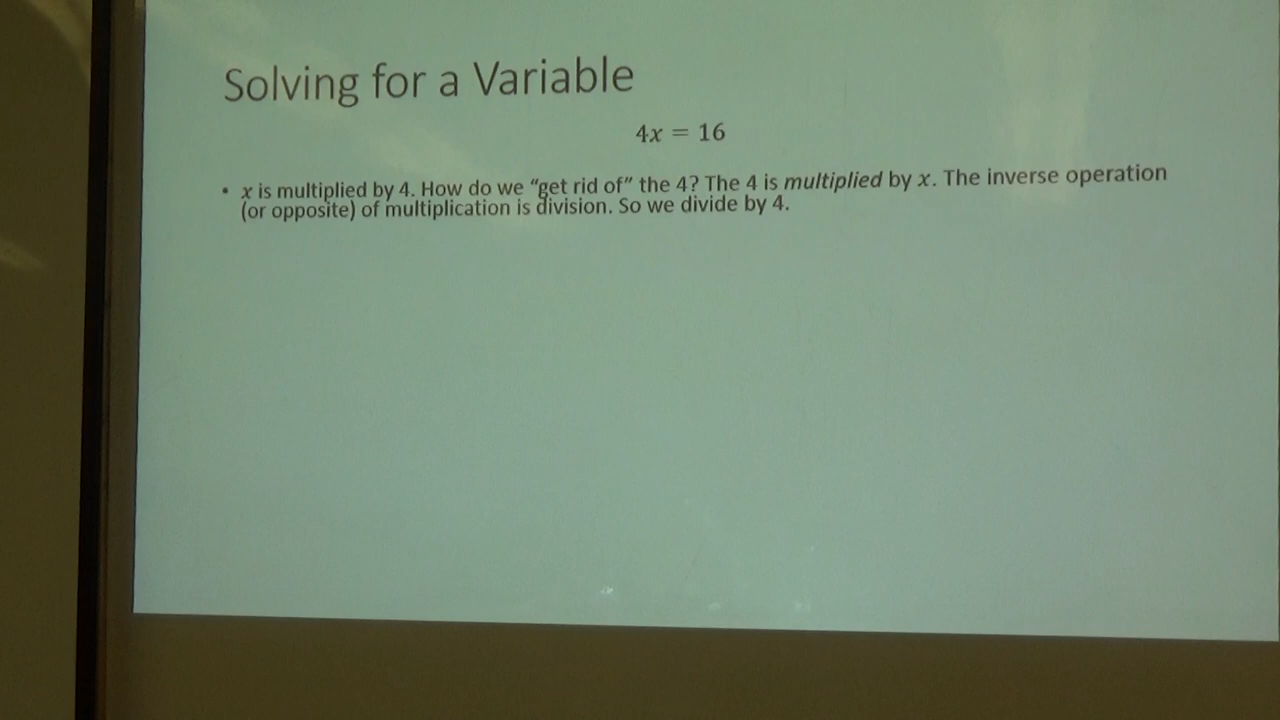 Solving for a Variable
4x = 16
• x is multiplied by 4. How do we “get rid of” the 4? The 4 is multiplied by x. The inverse operation
(or opposite) of multiplication is division. So we divide by 4.